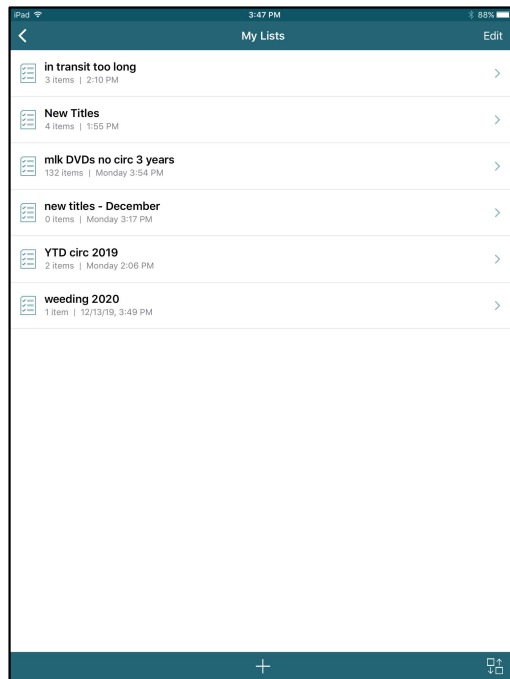 iPad 3:47 PM 88%
My Lists Edit
in transit too long
3 items | 2:10 PM
New Titles
4 items | 1:55 PM
mlk DVDs no circ 3 years
132 items | Monday 3:54 PM
new titles - December
0 items | Monday 3:17 PM
YTD circ 2019
2 items | Monday 2:06 PM
weeding 2020
1 item | 12/13/19, 3:49 PM